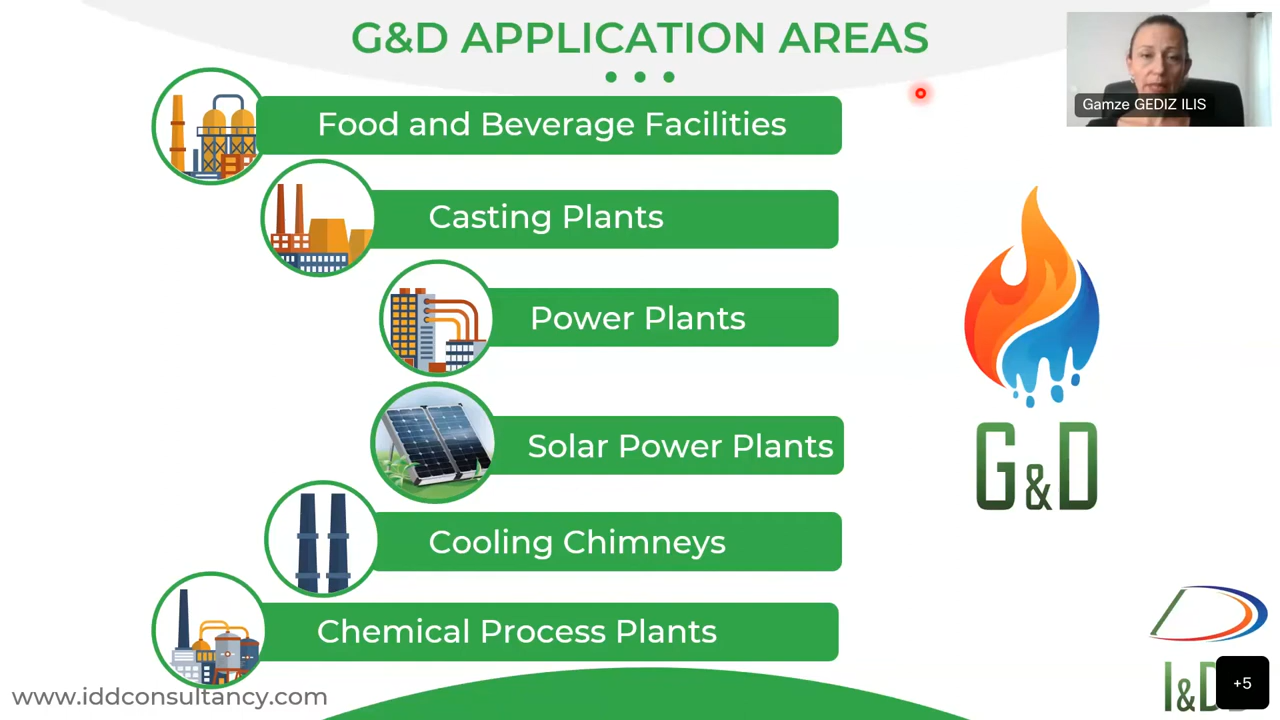 G&D APPLICATION AREAS
Gamze GEDIZ ILIS
Food and Beverage Facilities
Casting Plants
Power Plants
Solar Power Plants
Cooling Chimneys
Chemical Process Plants
G&D
www.iddconsultancy.com
+5